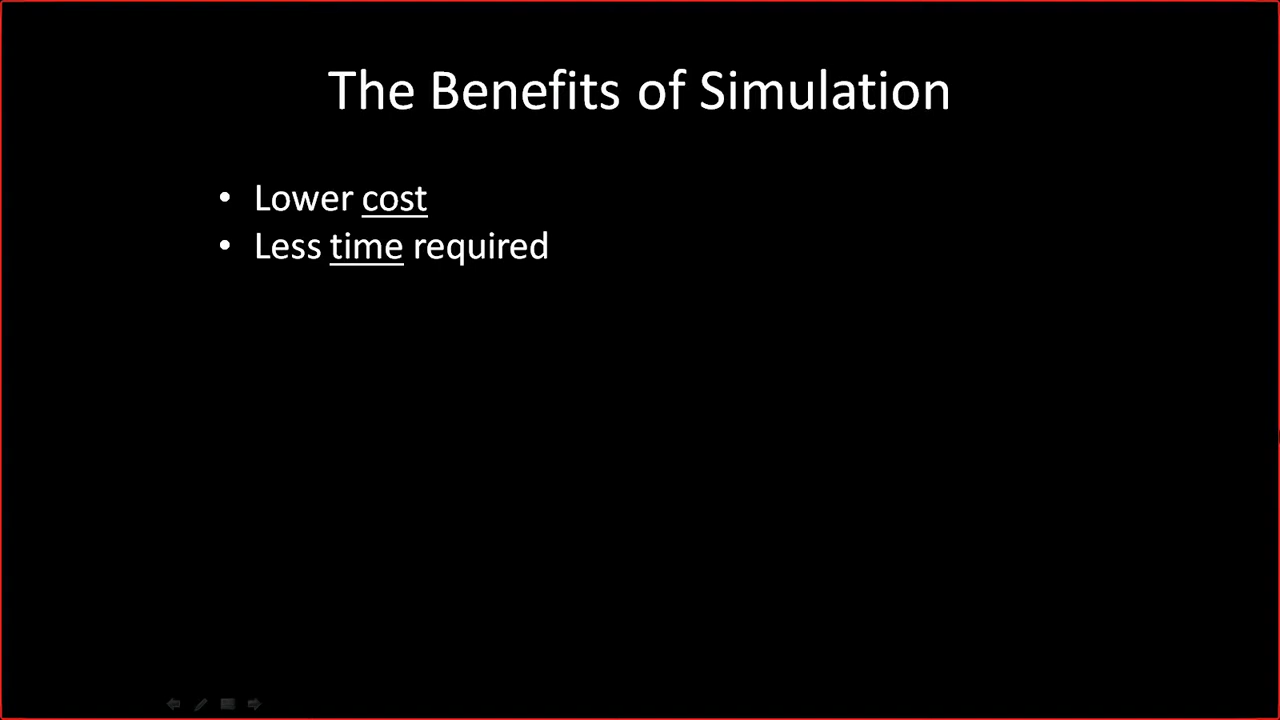 The Benefits of Simulation
• Lower cost
• Less time required